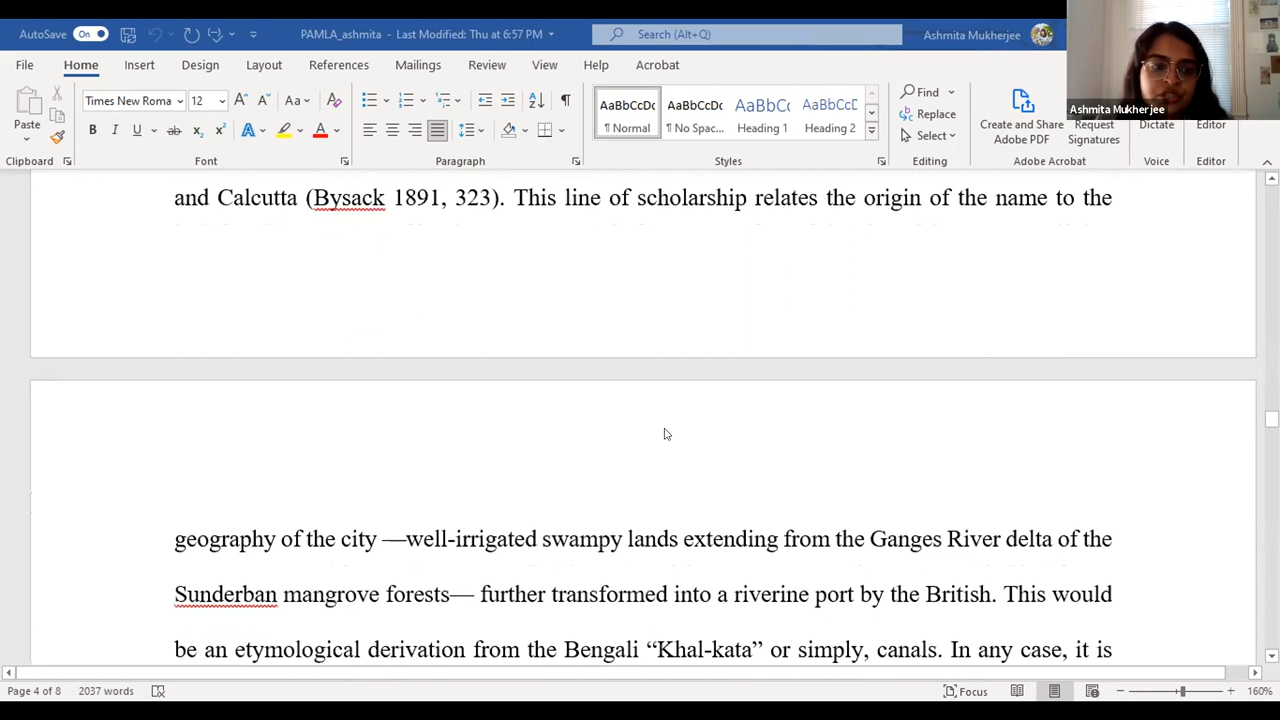 AutoSave On PAMLA_ashmita - Last Modified: Thu at 6:57 PM Search (Alt+Q) Ashmita Mukherjee
File Home Insert Design Layout References Mailings Review View Help Acrobat
Ashmita Mukherjee
Times New Roma 12 Aa
AaBbCcDc AaBbCcDc AaBbC AaBbCcD
Paste
B I U ab x₂ x² A A
¶ Normal ¶ No Spac... Heading 1 Heading 2
Find
Replace
Select
Create and Share Adobe PDF
Request Signatures
Dictate
Editor
Clipboard Font Paragraph Styles Editing Adobe Acrobat Voice Editor
and Calcutta (Bysack 1891, 323). This line of scholarship relates the origin of the name to the
geography of the city —well-irrigated swampy lands extending from the Ganges River delta of the
Sunderban mangrove forests— further transformed into a riverine port by the British. This would
be an etymological derivation from the Bengali “Khal-kata” or simply, canals. In any case, it is
Page 4 of 8 2037 words Focus 160%